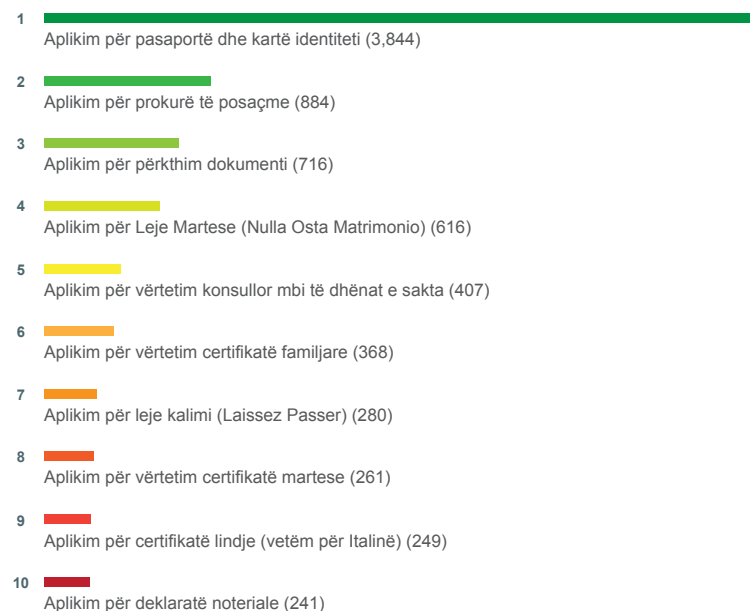 1
Aplikim për pasaportë dhe kartë identiteti (3,844)
2
Aplikim për prokurë të posaçme (884)
3
Aplikim për përkthim dokumenti (716)
4
Aplikim për Leje Martese (Nulla Osta Matrimonio) (616)
5
Aplikim për vërtetim konsullor mbi të dhënat e sakta (407)
6
Aplikim për vërtetim certifikatë familjare (368)
7
Aplikim për leje kalimi (Laissez Passer) (280)
8
Aplikim për vërtetim certifikatë martese (261)
9
Aplikim për certifikatë lindje (vetëm për Italinë) (249)
10
Aplikim për deklaratë noteriale (241)